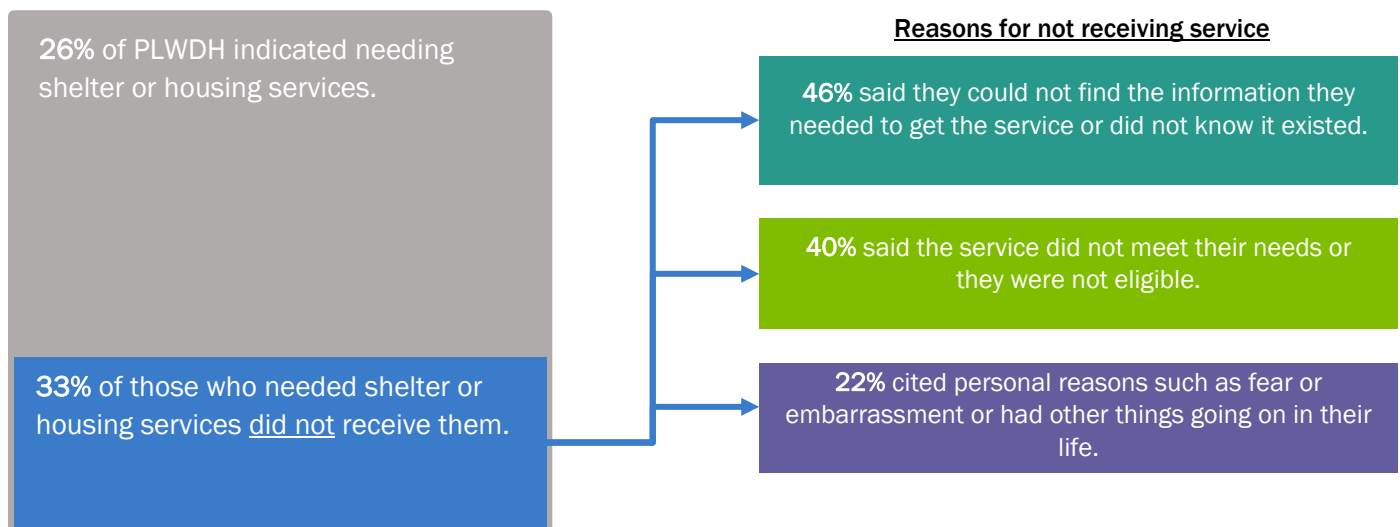 26% of PLWDH indicated needing
shelter or housing services.
33% of those who needed shelter or
housing services did not receive them.
Reasons for not receiving service
46% said they could not find the information they
needed to get the service or did not know it existed.
40% said the service did not meet their needs or
they were not eligible.
22% cited personal reasons such as fear or
embarrassment or had other things going on in their
life.